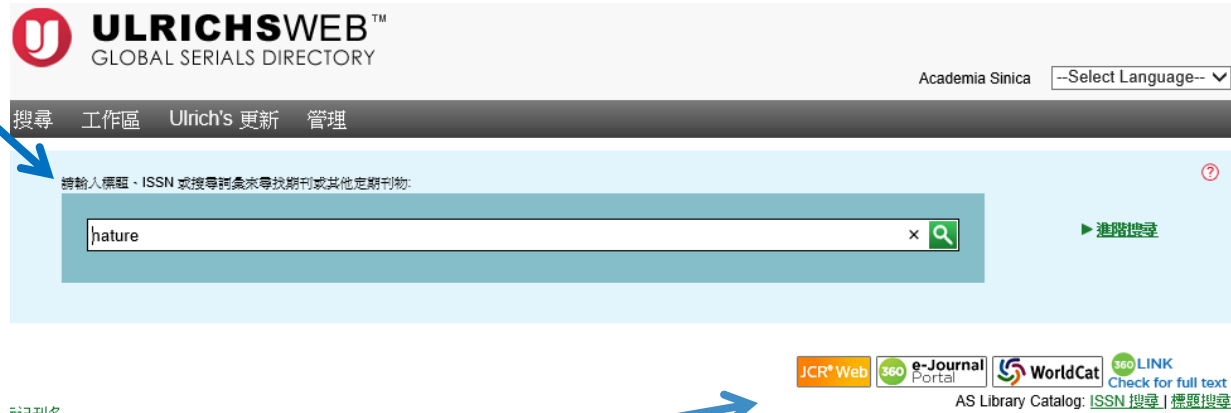 ULRICHSWEB™
GLOBAL SERIALS DIRECTORY
Academia Sinica --Select Language--
搜尋 工作區 Ulrich's 更新 管理
請輸入標題、ISSN 或搜尋詞彙來尋找期刊或其他定期刊物:
nature
進階搜尋
JCR® Web 360 e-Journal Portal WorldCat 360 LINK Check for full text
AS Library Catalog: ISSN 搜尋 | 標題搜尋